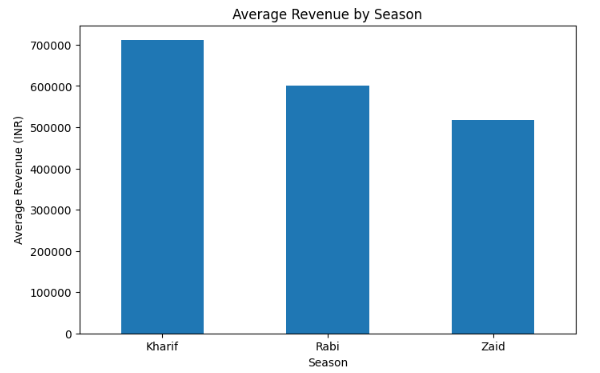 Average Revenue by Season
Average Revenue (INR)
700000
600000
500000
400000
300000
200000
100000
0
Kharif
Rabi
Zaid
Season